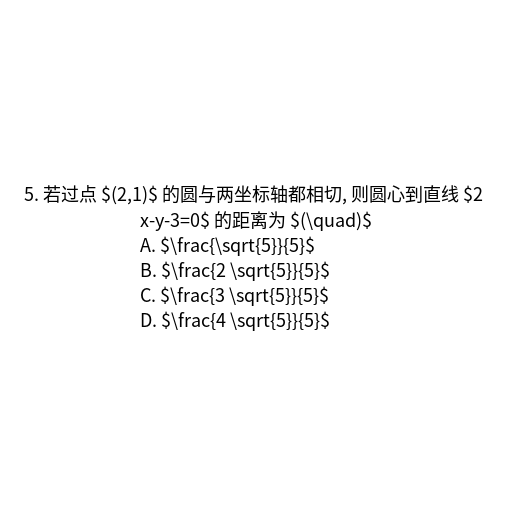 5. 若过点 $(2,1)$ 的圆与两坐标轴都相切, 则圆心到直线 $2
x-y-3=0$ 的距离为 $(\quad)$
A. $\frac{\sqrt{5}}{5}$
B. $\frac{2 \sqrt{5}}{5}$
C. $\frac{3 \sqrt{5}}{5}$
D. $\frac{4 \sqrt{5}}{5}$